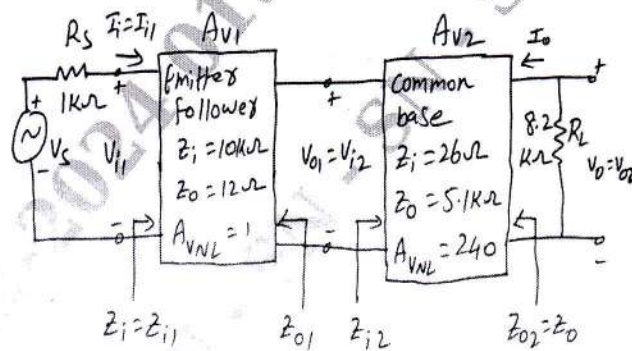 Rs Ii=Ii1 AV1 AV2 Io
1KΩ
+ Vs -
+ Vi1 -
Emitter
follower
Zi=10KΩ
Zo=12Ω
AVNL=1
+
Vo1=Vi2
-
Common
base
Zi=26Ω
Zo=5.1KΩ
AVNL=240
8.2
KΩ
RL
+
Vo=Vo2
-
Zi=Zi1 Zo1 Zi2 Zo2=Zo